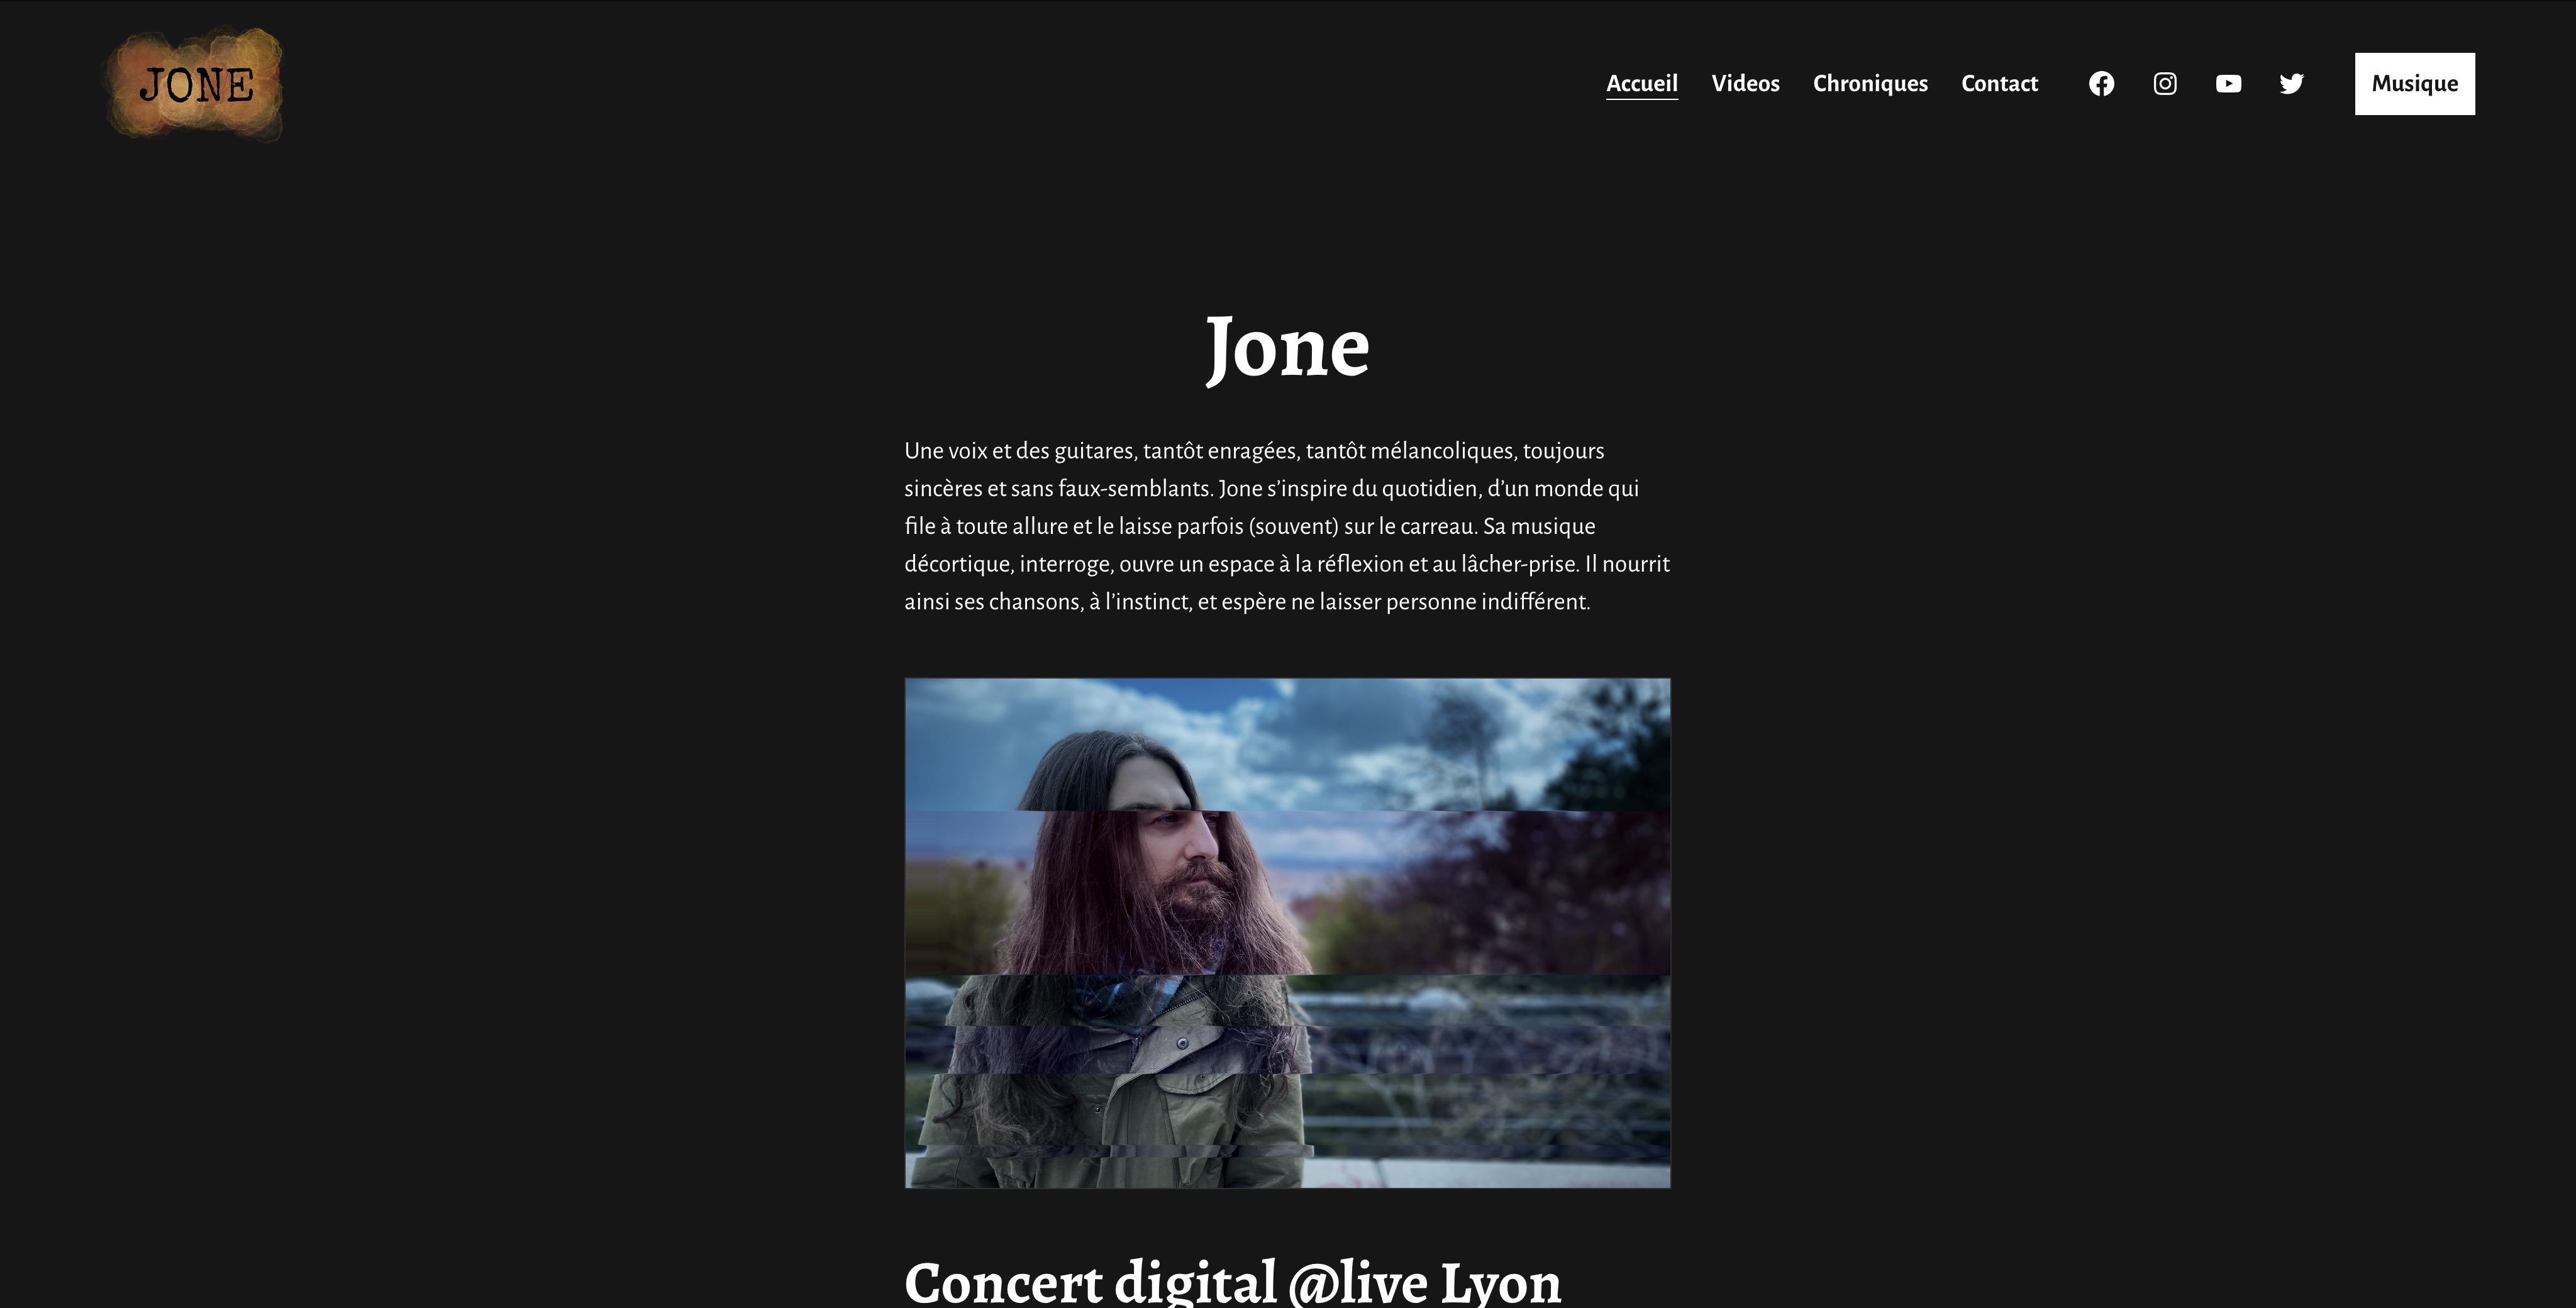 JONE
Accueil Videos Chroniques Contact Musique
Jone
Une voix et des guitares, tantôt enragées, tantôt mélancoliques, toujours
sincères et sans faux-semblants. Jone s’inspire du quotidien, d’un monde qui
file à toute allure et le laisse parfois (souvent) sur le carreau. Sa musique
décortique, interroge, ouvre un espace à la réflexion et au lâcher-prise. Il nourrit
ainsi ses chansons, à l’instinct, et espère ne laisser personne indifférent.
Concert digital @live Lyon